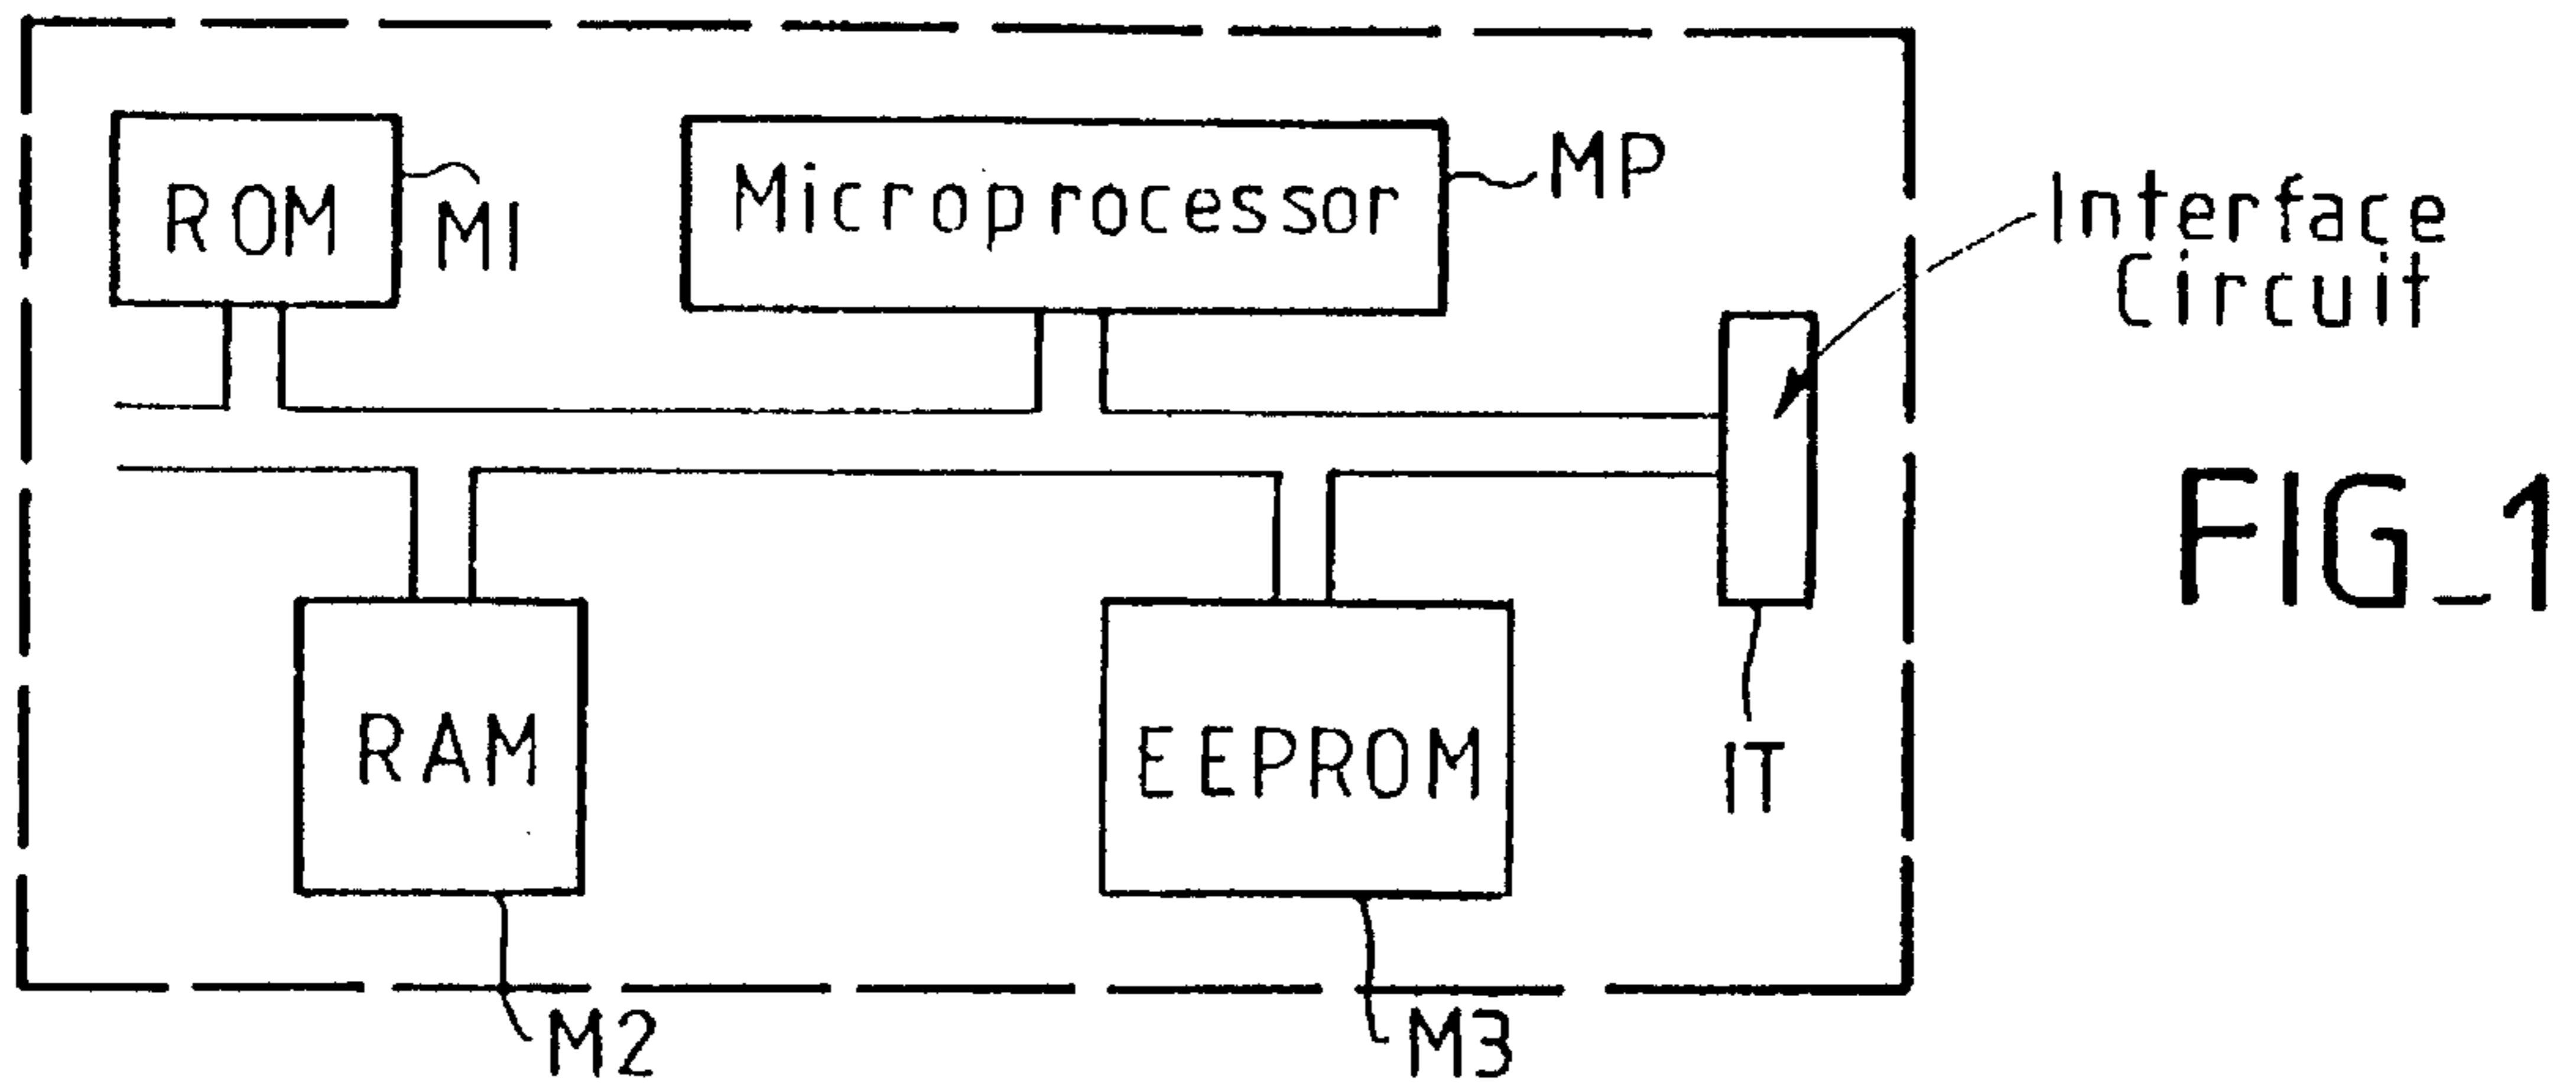 ROM
M1
Microprocessor
MP
Interface
Circuit
FIG_1
RAM
EEPROM
IT
M2
M3